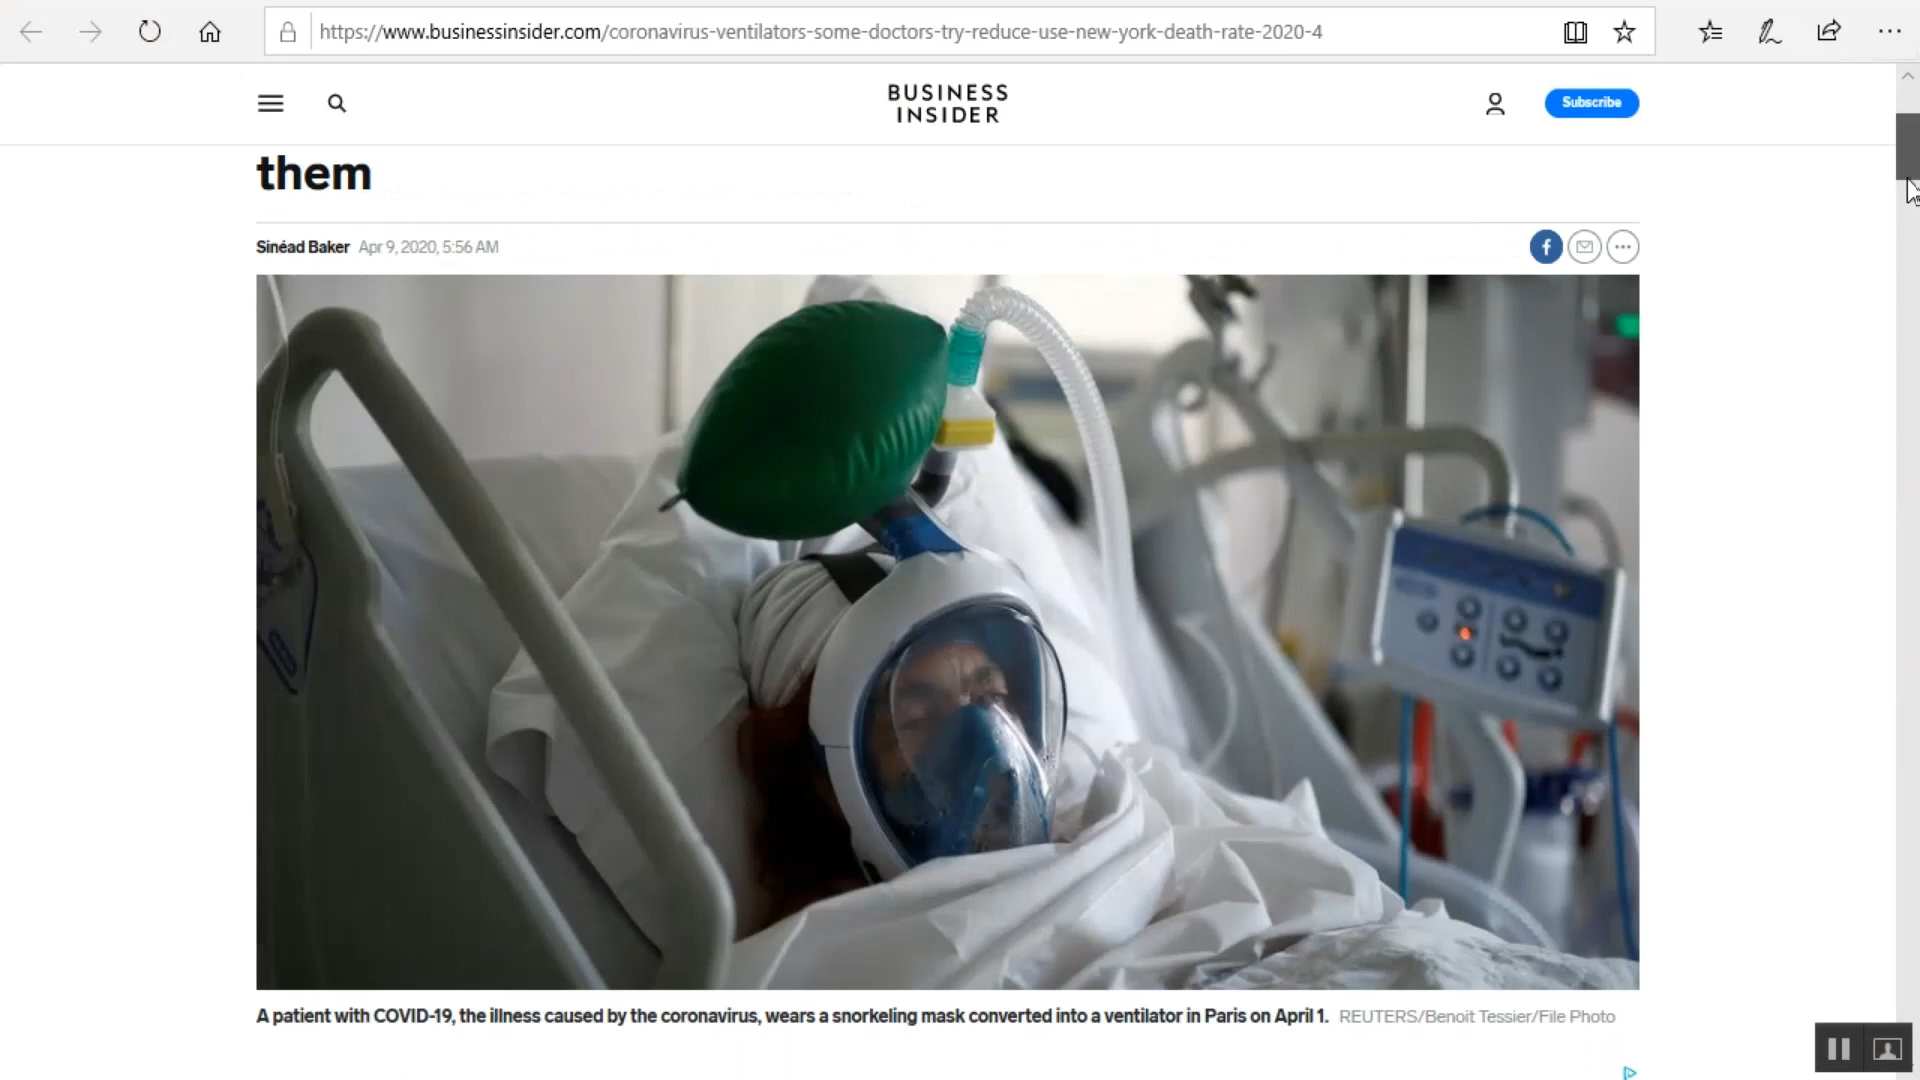 https://www.businessinsider.com/coronavirus-ventilators-some-doctors-try-reduce-use-new-york-death-rate-2020-4
BUSINESS
INSIDER
Subscribe
them
Sinéad Baker Apr 9, 2020, 5:56 AM
A patient with COVID-19, the illness caused by the coronavirus, wears a snorkeling mask converted into a ventilator in Paris on April 1. REUTERS/Benoit Tessier/File Photo